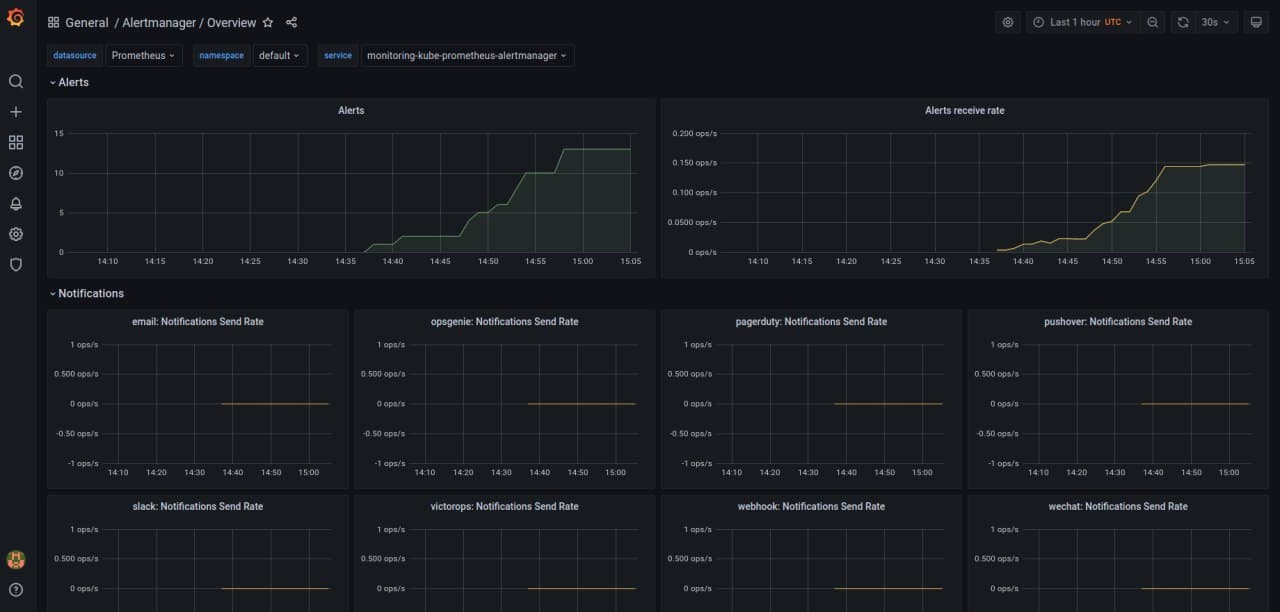 General / Alertmanager / Overview
Last 1 hour UTC
30s
datasource Prometheus namespace default service monitoring-kube-prometheus-alertmanager
Alerts
Alerts
15
10
5
0
14:10 14:15 14:20 14:25 14:30 14:35 14:40 14:45 14:50 14:55 15:00 15:05
Alerts receive rate
0.200 ops/s
0.150 ops/s
0.100 ops/s
0.0500 ops/s
0 ops/s
14:10 14:15 14:20 14:25 14:30 14:35 14:40 14:45 14:50 14:55 15:00 15:05
Notifications
email: Notifications Send Rate
1 ops/s
0.500 ops/s
0 ops/s
-0.50 ops/s
-1 ops/s
14:10 14:20 14:30 14:40 14:50 15:00
opsgenie: Notifications Send Rate
1 ops/s
0.500 ops/s
0 ops/s
-0.50 ops/s
-1 ops/s
14:10 14:20 14:30 14:40 14:50 15:00
pagerduty: Notifications Send Rate
1 ops/s
0.500 ops/s
0 ops/s
-0.50 ops/s
-1 ops/s
14:10 14:20 14:30 14:40 14:50 15:00
pushover: Notifications Send Rate
1 ops/s
0.500 ops/s
0 ops/s
-0.50 ops/s
-1 ops/s
14:10 14:20 14:30 14:40 14:50 15:00
slack: Notifications Send Rate
1 ops/s
0.500 ops/s
0 ops/s
victorops: Notifications Send Rate
1 ops/s
0.500 ops/s
0 ops/s
webhook: Notifications Send Rate
1 ops/s
0.500 ops/s
0 ops/s
wechat: Notifications Send Rate
1 ops/s
0.500 ops/s
0 ops/s